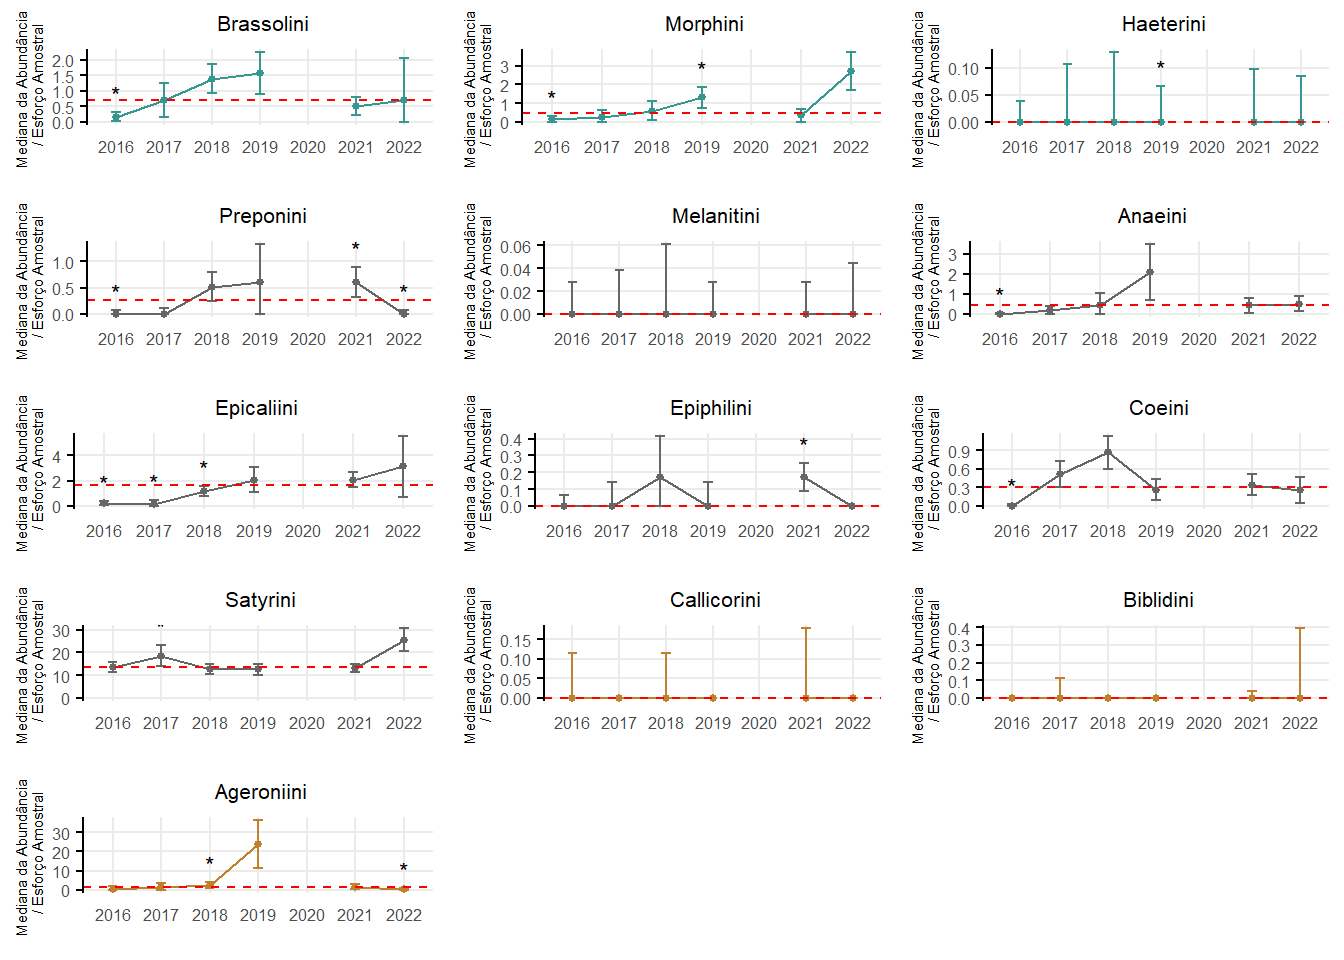 Brassolini
Mediana da Abundância
/ Esforço Amostral
2.0
1.5
1.0
0.5
0.0
*
2016 2017 2018 2019 2020 2021 2022
Morphini
3
2
1
0
* *
2016 2017 2018 2019 2020 2021 2022
Haeterini
Mediana da Abundância
/ Esforço Amostral
0.10
0.05
0.00
*
2016 2017 2018 2019 2020 2021 2022
Preponini
Mediana da Abundância
/ Esforço Amostral
1.0
0.5
0.0
* * *
2016 2017 2018 2019 2020 2021 2022
Melanitini
Mediana da Abundância
/ Esforço Amostral
0.06
0.04
0.02
0.00
2016 2017 2018 2019 2020 2021 2022
Anaeini
Mediana da Abundância
/ Esforço Amostral
3
2
1
0
*
2016 2017 2018 2019 2020 2021 2022
Epicaliini
Mediana da Abundância
/ Esforço Amostral
4
2
0
* * *
2016 2017 2018 2019 2020 2021 2022
Epiphilini
Mediana da Abundância
/ Esforço Amostral
0.4
0.3
0.2
0.1
0.0
*
2016 2017 2018 2019 2020 2021 2022
Coeini
Mediana da Abundância
/ Esforço Amostral
0.9
0.6
0.3
0.0
*
2016 2017 2018 2019 2020 2021 2022
Satyrini
Mediana da Abundância
/ Esforço Amostral
30
20
10
0
*
2016 2017 2018 2019 2020 2021 2022
Callicorini
Mediana da Abundância
/ Esforço Amostral
0.15
0.10
0.05
0.00
2016 2017 2018 2019 2020 2021 2022
Biblidini
Mediana da Abundância
/ Esforço Amostral
0.4
0.3
0.2
0.1
0.0
2016 2017 2018 2019 2020 2021 2022
Ageroniini
Mediana da Abundância
/ Esforço Amostral
30
20
10
0
* *
2016 2017 2018 2019 2020 2021 2022